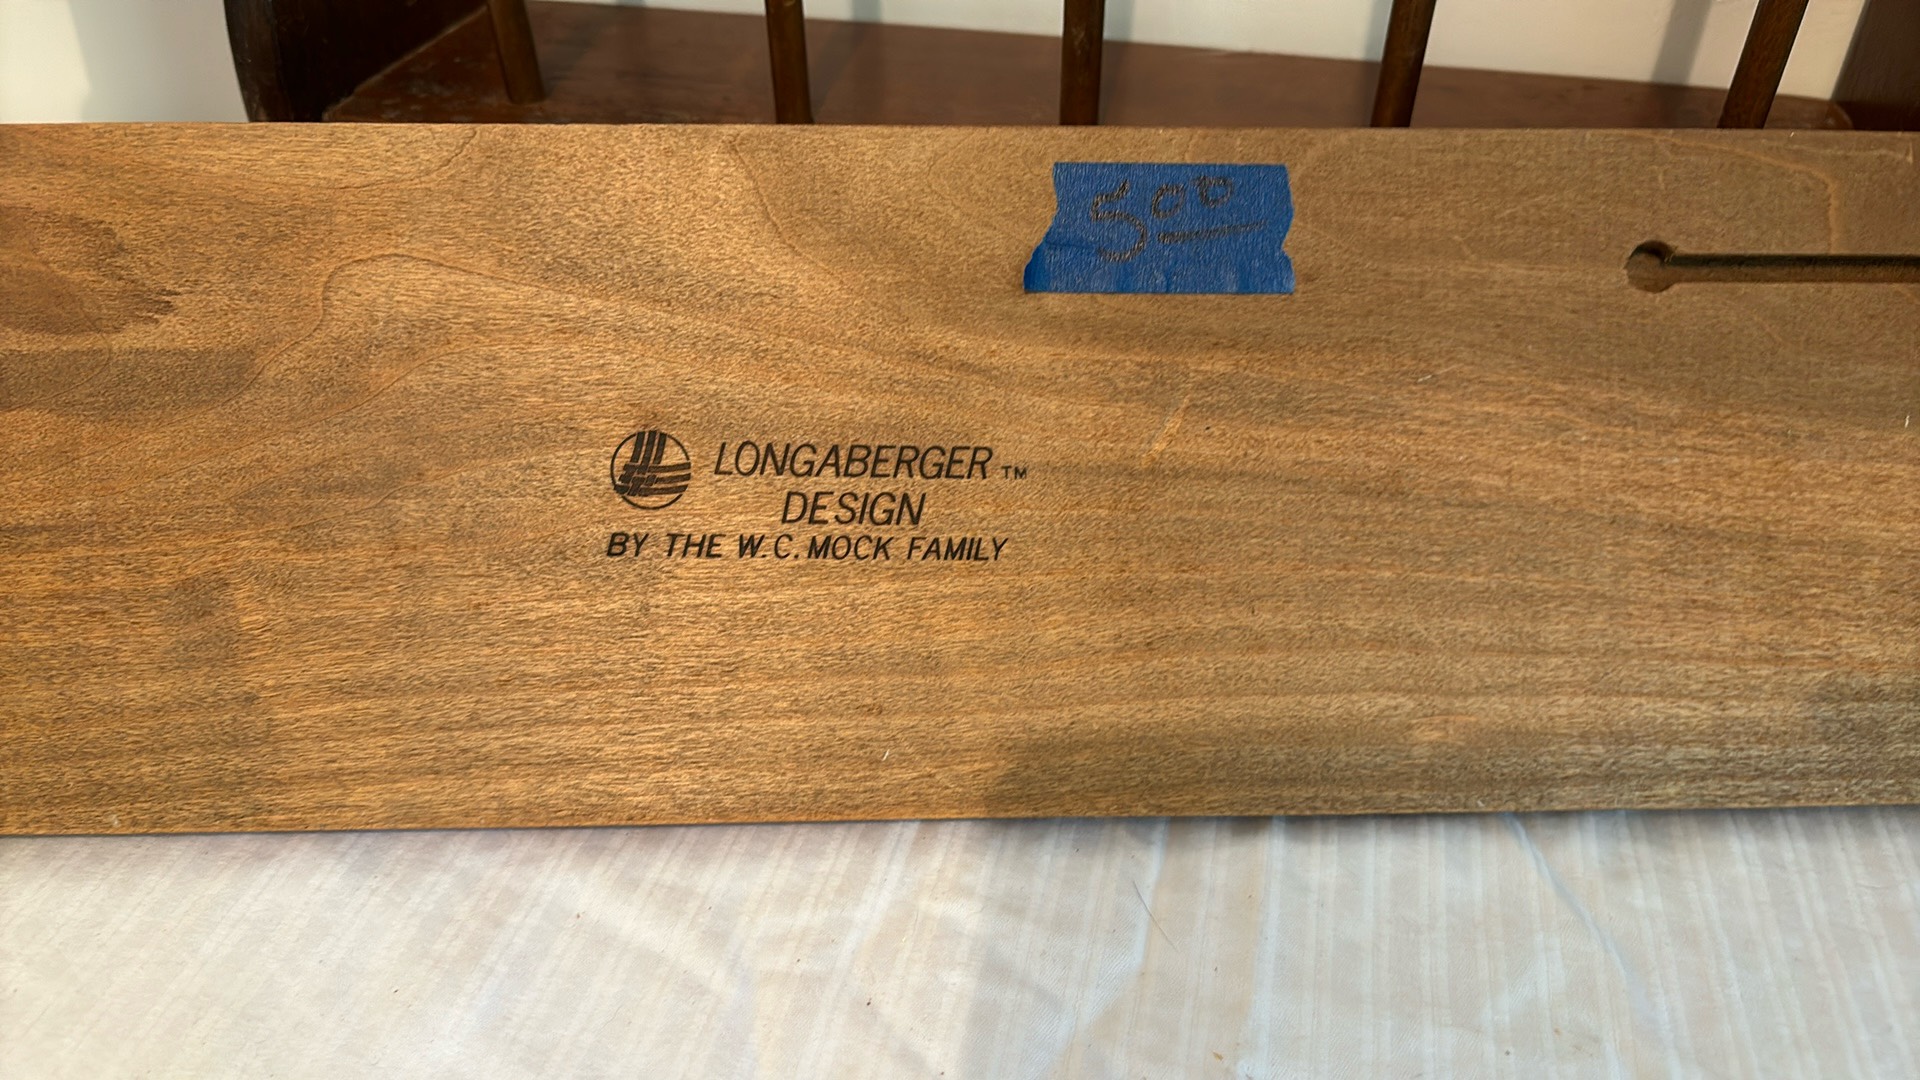 5⁰⁰
LONGABERGER ™
DESIGN
BY THE W.C. MOCK FAMILY